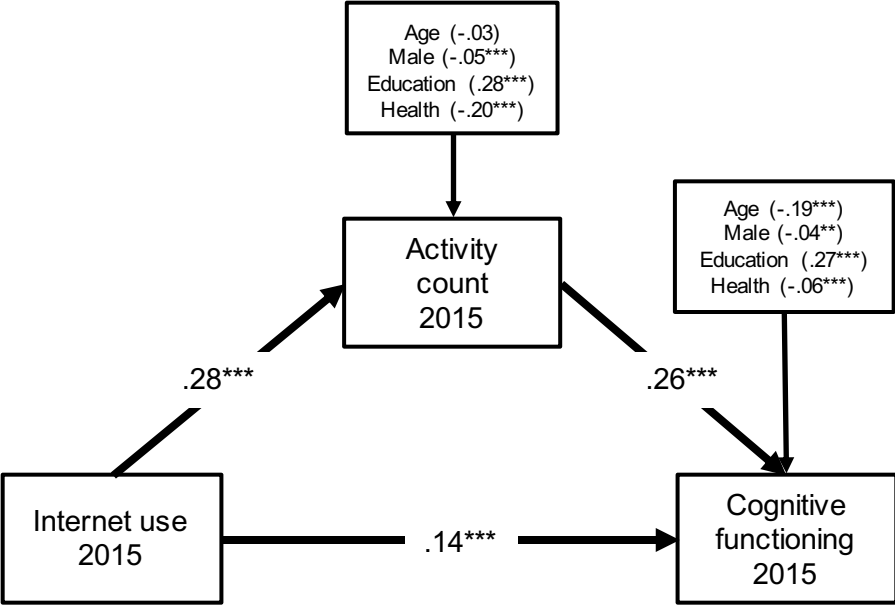 Age (-.03)
Male (-.05***)
Education (.28***)
Health (-.20***)
Activity
count
2015
Age (-.19***)
Male (-.04**)
Education (.27***)
Health (-.06***)
.28***
.26***
Internet use
2015
.14***
Cognitive
functioning
2015